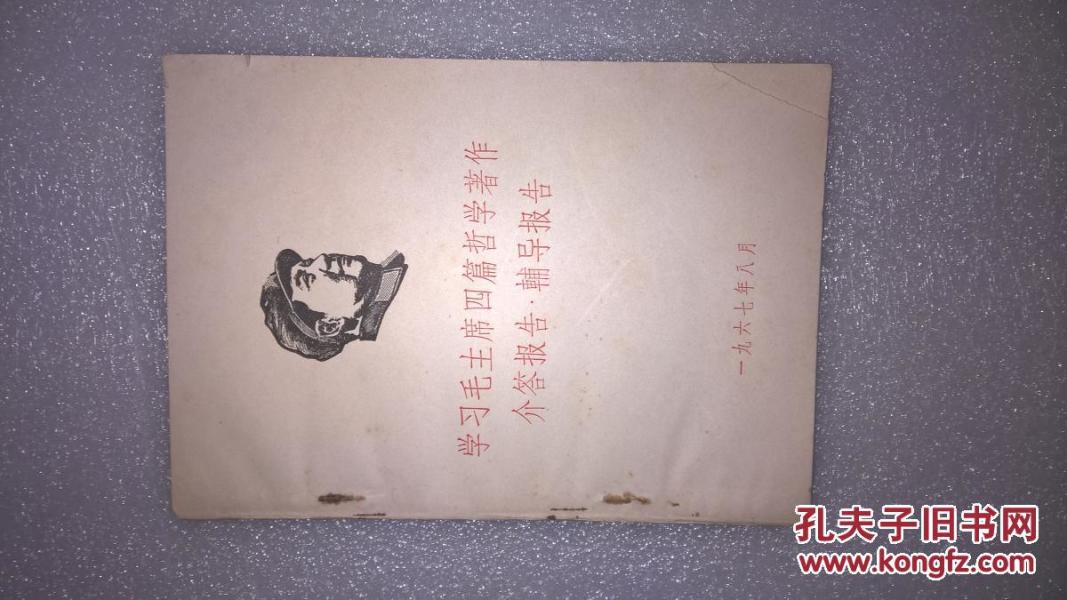 学习毛主席四篇哲学著作
介答报告·輔导报告
一九六七年八月
孔夫子旧书网
www.kongfz.com